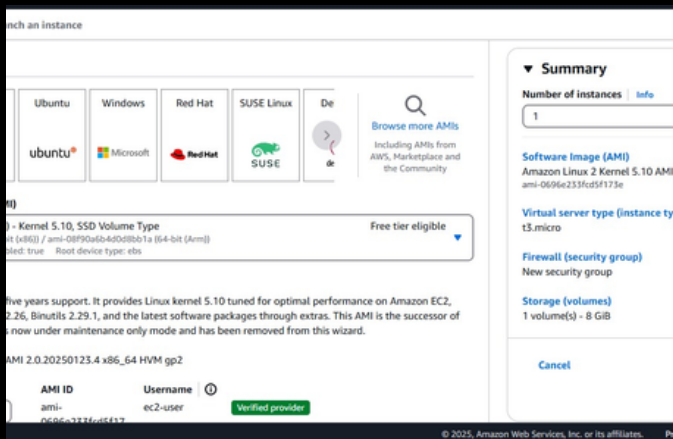 nch an instance
Ubuntu
Windows
Red Hat
SUSE Linux
De
ubuntu
Microsoft
Red Hat
SUSE
de
Browse more AMIs
Including AMIs from
AWS, Marketplace and
the Community
- Kernel 5.10, SSD Volume Type
Free tier eligible
bit (x86)) / ami-08f90a6b4d0d8bb1a (64-bit (Arm))
bled: true Root device type: ebs
five years support. It provides Linux kernel 5.10 tuned for optimal performance on Amazon EC2,
2.26, Binutils 2.29.1, and the latest software packages through extras. This AMI is the successor of
now under maintenance only mode and has been removed from this wizard.
AMI 2.0.20250123.4 x86_64 HVM gp2
AMI ID
Username
ami-
ec2-user
Verified provider
Summary
Number of instances
Info
1
Software Image (AMI)
Amazon Linux 2 Kernel 5.10 AMI
ami-0696e233fcd5f173e
Virtual server type (instance ty
t3.micro
Firewall (security group)
New security group
Storage (volumes)
1 volume(s) - 8 GiB
Cancel
© 2025, Amazon Web Services, Inc. or its affiliates.